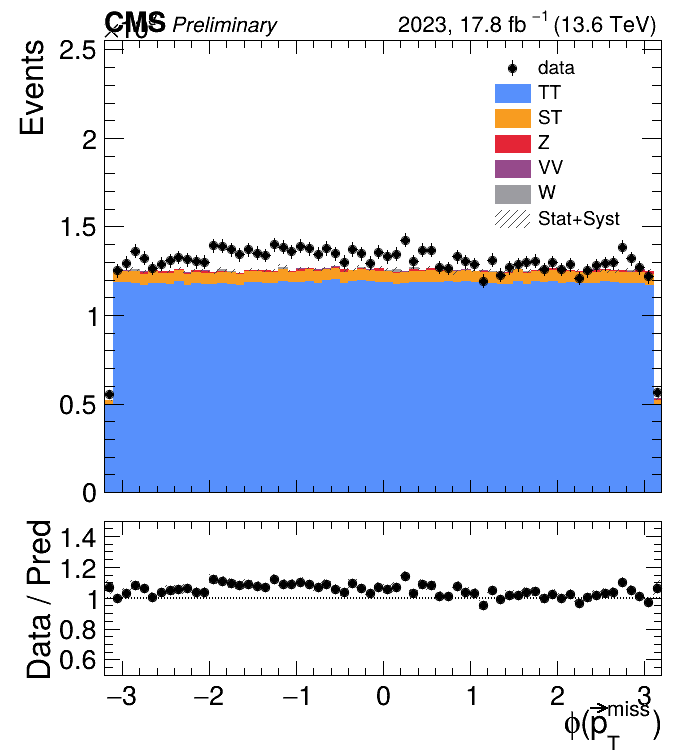 CMS Preliminary 2023, 17.8 fb⁻¹ (13.6 TeV)
Events
2.5
2
1.5
1
0.5
0
data
TT
ST
Z
VV
W
Stat+Syst
Data / Pred
1.4
1.2
1
0.8
0.6
−3 −2 −1 0 1 2 3
ϕ(p⃗_T^miss)